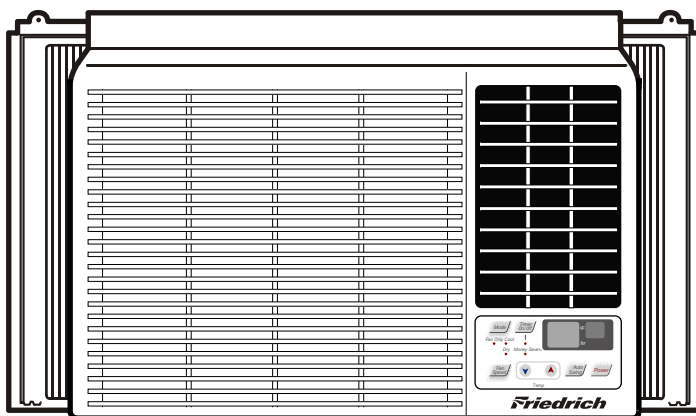 Mode
Timer
On/Off
Fan Only Cool
Dry Money Saver
Fan
Speed
Auto
Swing
Power
Temp
Friedrich